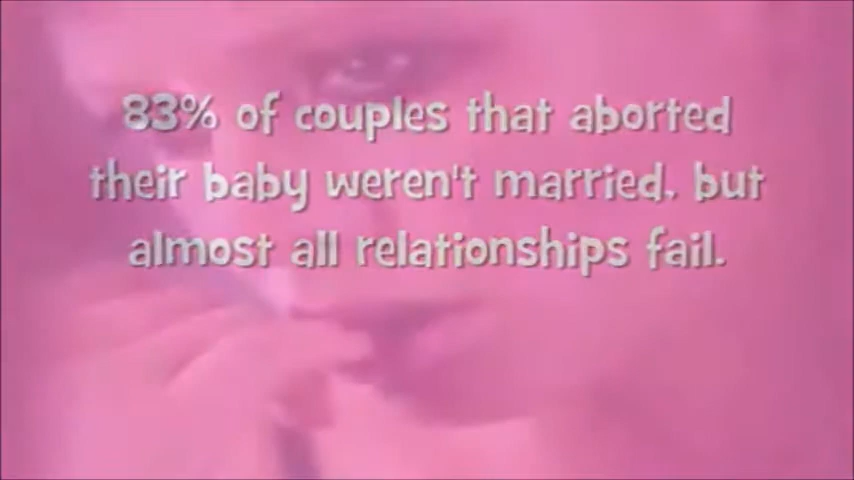 83% of couples that aborted
their baby weren't married, but
almost all relationships fail.